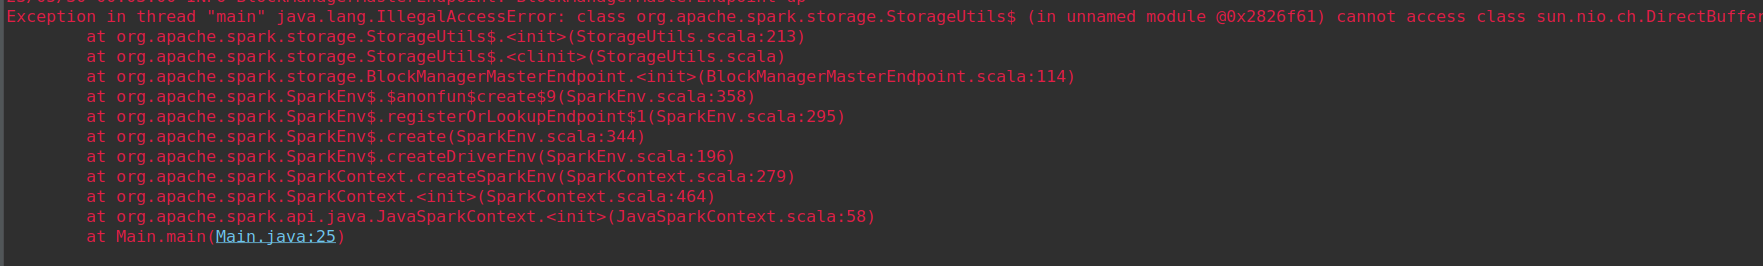 Exception in thread "main" java.lang.IllegalAccessError: class org.apache.spark.storage.StorageUtils$ (in unnamed module @0x2826f61) cannot access class sun.nio.ch.DirectBuffer
at org.apache.spark.storage.StorageUtils$.<init>(StorageUtils.scala:213)
at org.apache.spark.storage.StorageUtils$.<clinit>(StorageUtils.scala)
at org.apache.spark.storage.BlockManagerMasterEndpoint.<init>(BlockManagerMasterEndpoint.scala:114)
at org.apache.spark.SparkEnv$.$anonfun$create$9(SparkEnv.scala:358)
at org.apache.spark.SparkEnv$.registerOrLookupEndpoint$1(SparkEnv.scala:295)
at org.apache.spark.SparkEnv$.create(SparkEnv.scala:344)
at org.apache.spark.SparkEnv$.createDriverEnv(SparkEnv.scala:196)
at org.apache.spark.SparkContext.createSparkEnv(SparkContext.scala:279)
at org.apache.spark.SparkContext.<init>(SparkContext.scala:464)
at org.apache.spark.api.java.JavaSparkContext.<init>(JavaSparkContext.scala:58)
at Main.main(Main.java:25)